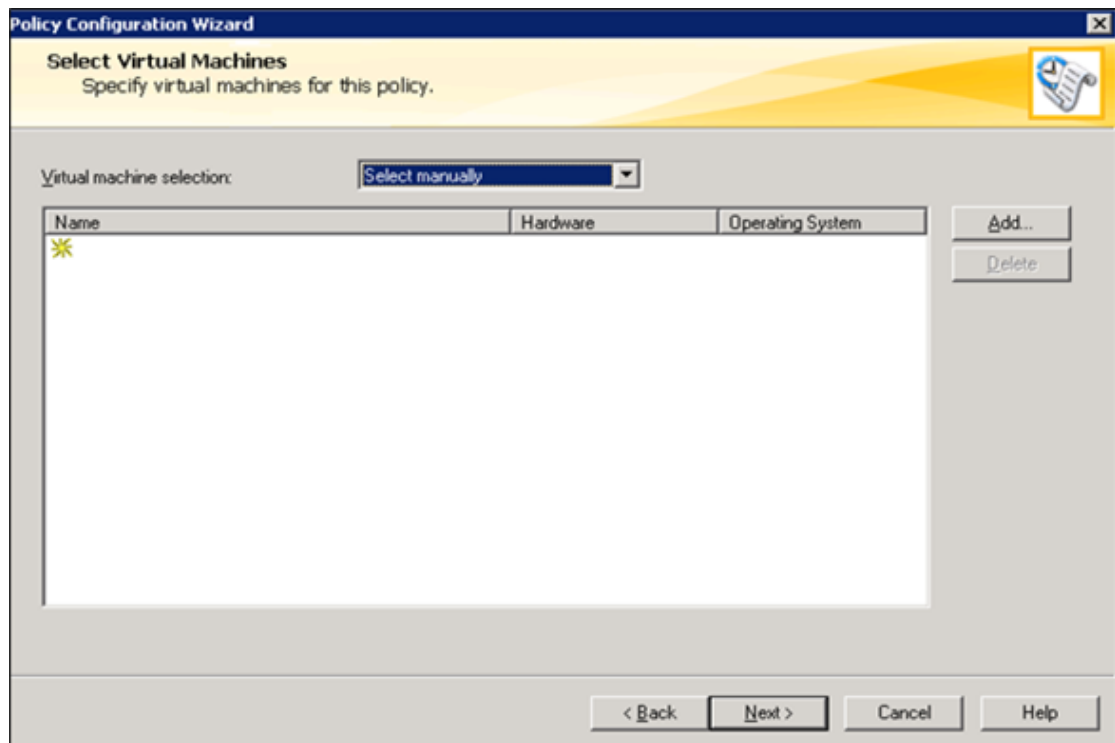 Policy Configuration Wizard
Select Virtual Machines
Specify virtual machines for this policy.
Virtual machine selection: Select manually
Name Hardware Operating System
Add...
Delete
< Back Next > Cancel Help